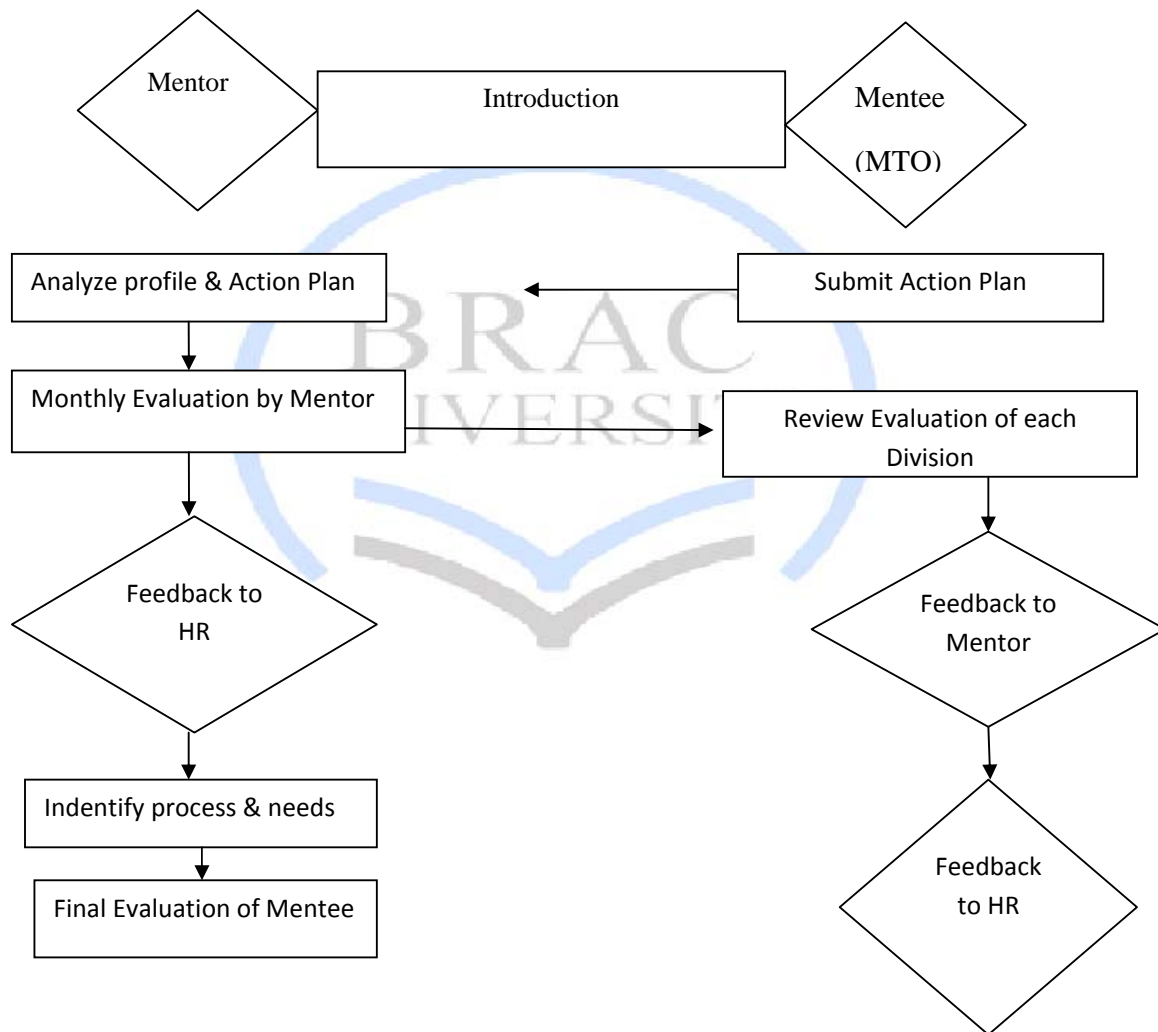 Mentor
Introduction
Mentee
(MTO)
Analyze profile & Action Plan
Submit Action Plan
BRAC
Monthly Evaluation by Mentor
Review Evaluation of each
Division
Feedback to
HR
Feedback to
Mentor
Indentify process & needs
Feedback
to HR
Final Evaluation of Mentee